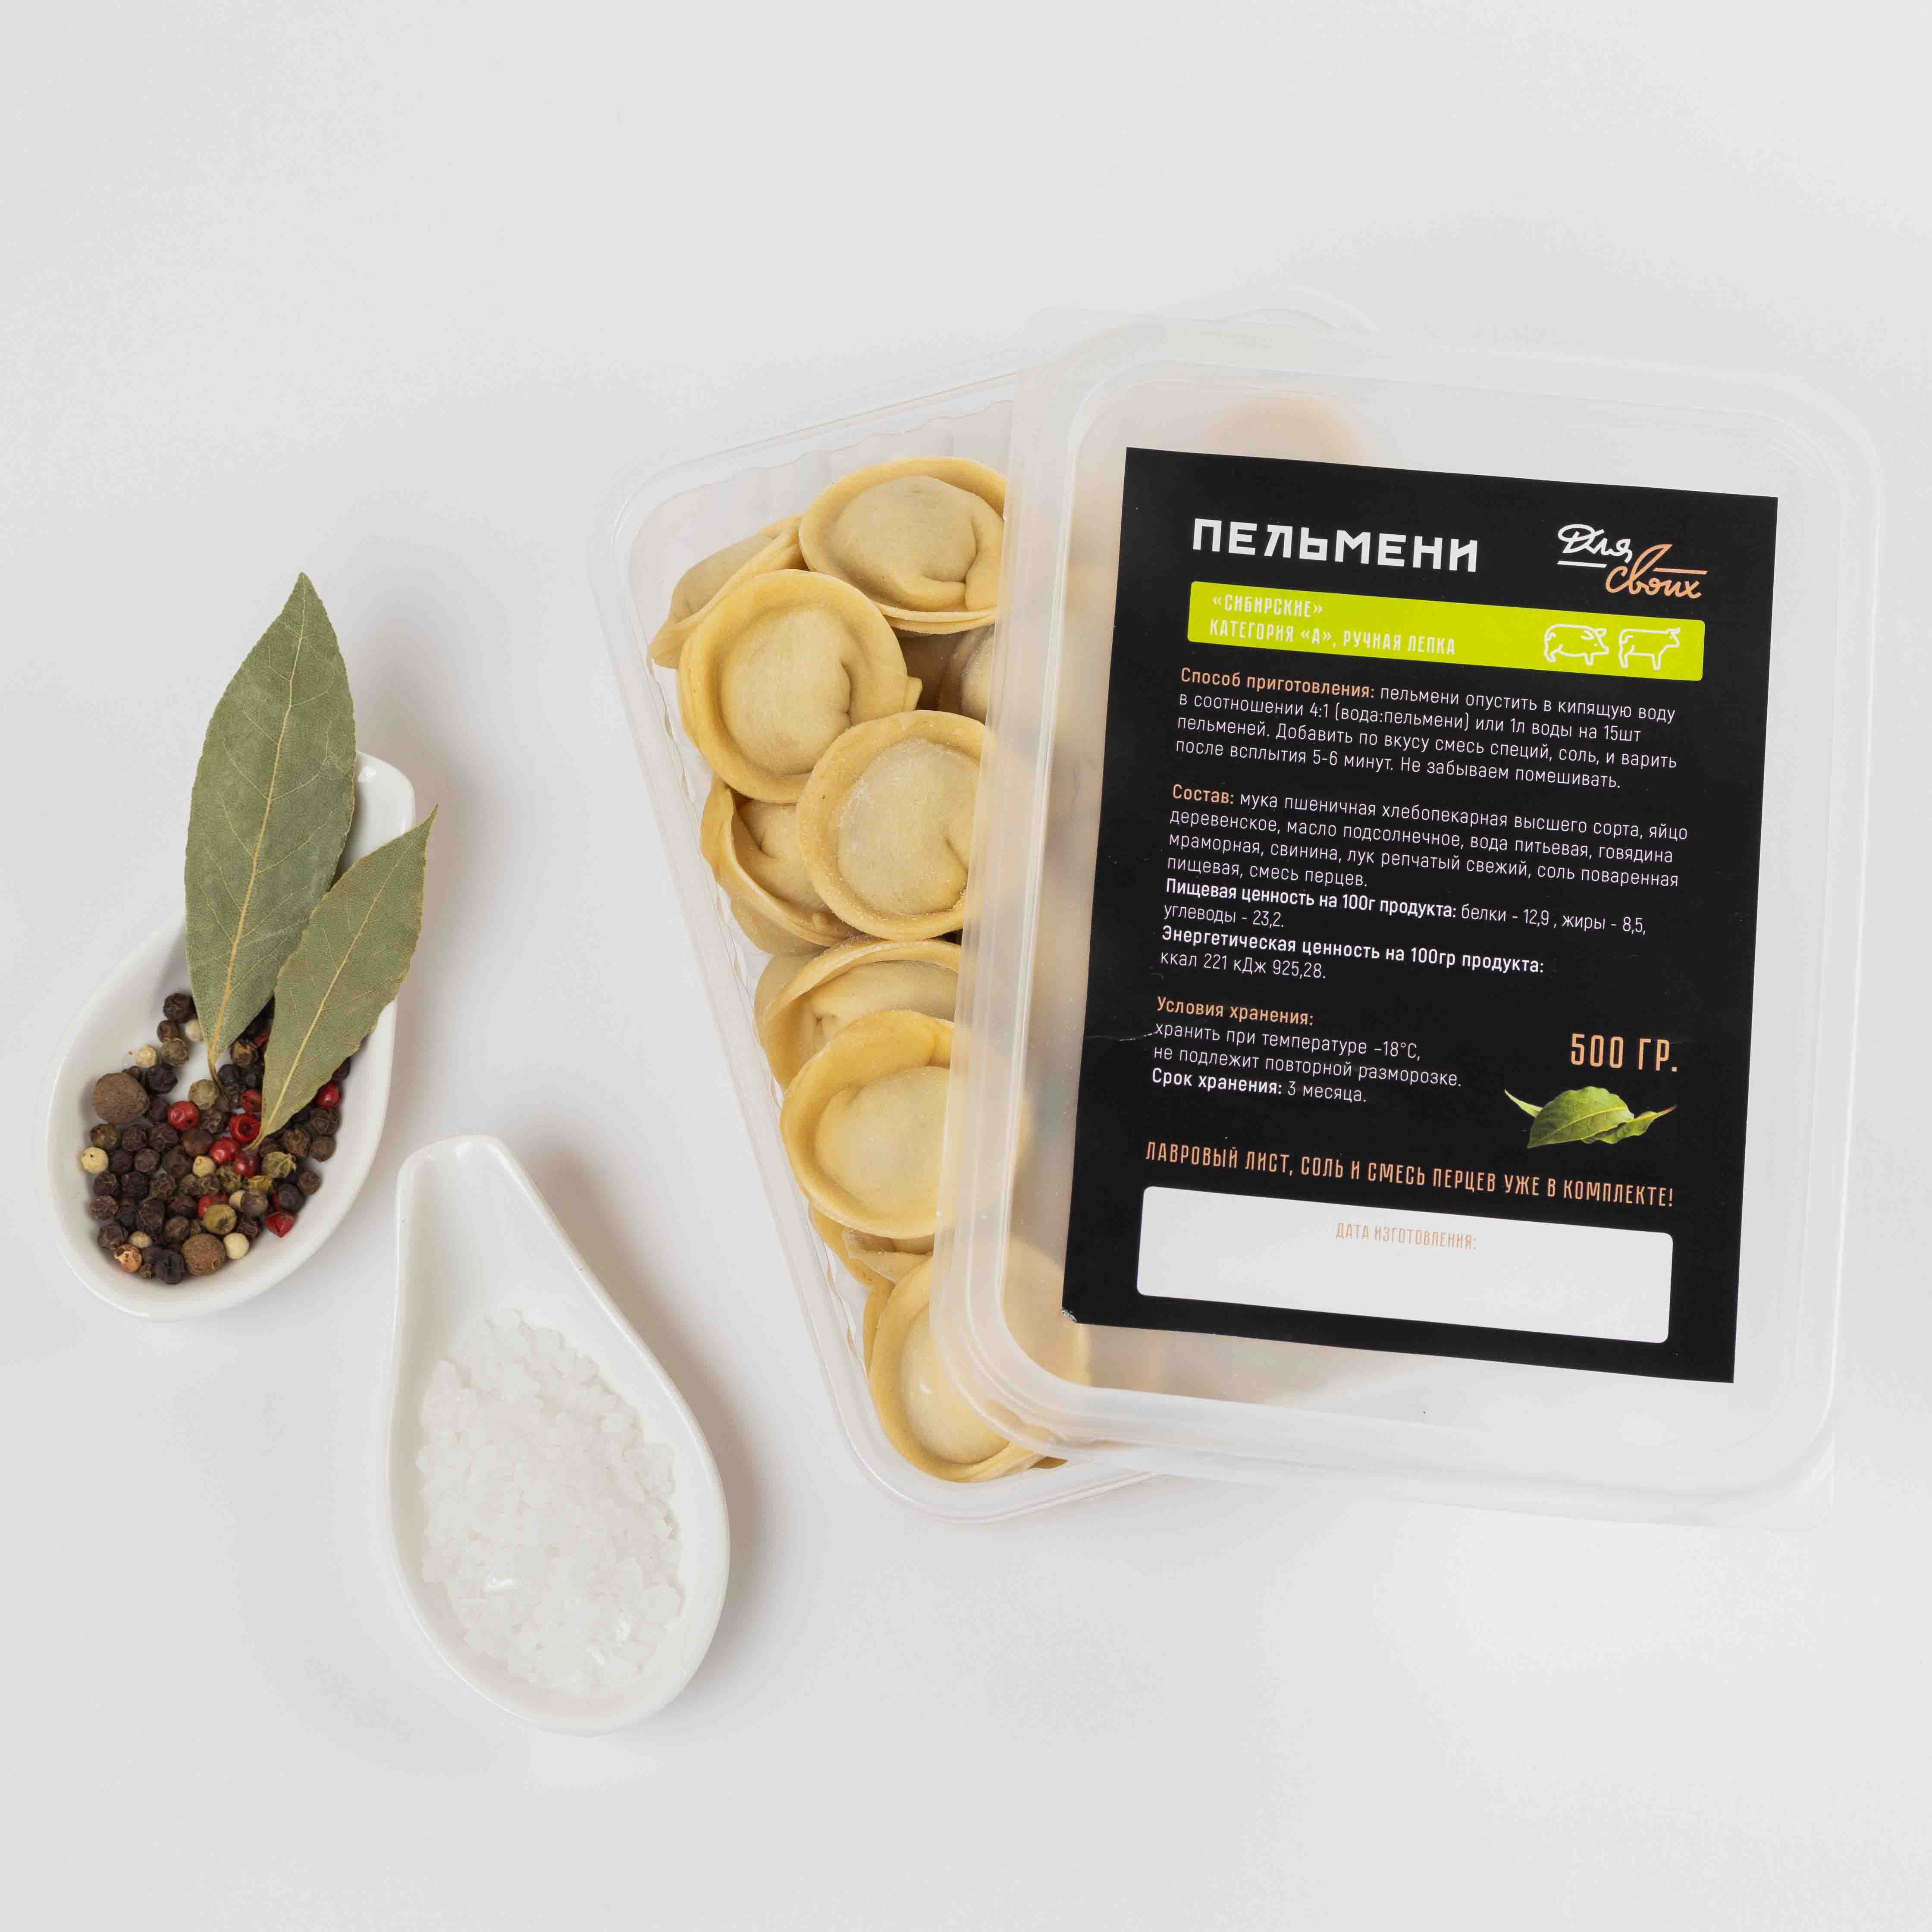 ПЕЛЬМЕНИ
Для
Своих
«СИБИРСКИЕ»
КАТЕГОРИЯ «А», РУЧНАЯ ЛЕПКА
Способ приготовления: пельмени опустить в кипящую воду
в соотношении 4:1 (вода:пельмени) или 1л воды на 15шт
пельменей. Добавить по вкусу смесь специй, соль, и варить
после всплытия 5-6 минут. Не забываем помешивать.
Состав: мука пшеничная хлебопекарная высшего сорта, яйцо
деревенское, масло подсолнечное, вода питьевая, говядина
мраморная, свинина, лук репчатый свежий, соль поваренная
пищевая, смесь перцев.
Пищевая ценность на 100г продукта: белки - 12,9 , жиры - 8,5,
углеводы - 23,2.
Энергетическая ценность на 100гр продукта:
ккал 221 кДж 925,28.
Условия хранения:
хранить при температуре –18°С,
не подлежит повторной разморозке.
Срок хранения: 3 месяца.
500 ГР.
ЛАВРОВЫЙ ЛИСТ, СОЛЬ И СМЕСЬ ПЕРЦЕВ УЖЕ В КОМПЛЕКТЕ!
ДАТА ИЗГОТОВЛЕНИЯ: